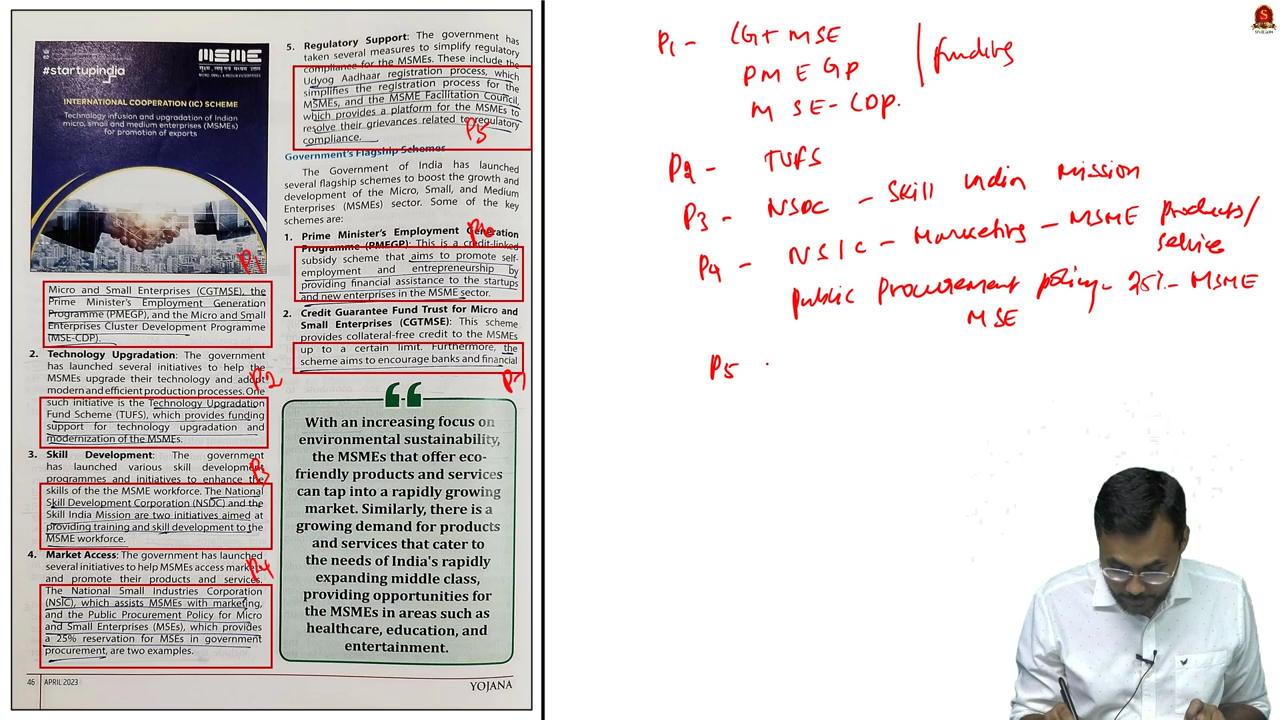 #startupindia
MSME
सूक्ष्म, लघु एवं मध्यम उद्यम
MICRO, SMALL & MEDIUM ENTERPRISES
INTERNATIONAL COOPERATION (IC) SCHEME
Technology infusion and upgradation of Indian
micro, small and medium enterprises (MSMEs)
for promotion of exports
P1
Micro and Small Enterprises (CGTMSE), the
Prime Minister's Employment Generation
Programme (PMEGP), and the Micro and Small
Enterprises Cluster Development Programme
(MSE-CDP).
2. Technology Upgradation: The government
has launched several initiatives to help the
MSMEs upgrade their technology and adopt
P2
modern and efficient production processes. One
such initiative is the Technology Upgradation
Fund Scheme (TUFS), which provides funding
support for technology upgradation and
modernization of the MSMEs.
3. Skill Development: The government
has launched various skill development
P3
programmes and initiatives to enhance the
skills of the the MSME workforce. The National
Skill Development Corporation (NSDC) and the
Skill India Mission are two initiatives aimed at
providing training and skill development to the
MSME workforce.
4. Market Access: The government has launched
several initiatives to help MSMEs access markets
P4
and promote their products and services.
The National Small Industries Corporation
(NSIC), which assists MSMEs with marketing,
and the Public Procurement Policy for Micro
and Small Enterprises (MSEs), which provides
a 25% reservation for MSEs in government
procurement, are two examples.
46 APRIL 2023
5. Regulatory Support: The government has
taken several measures to simplify regulatory
compliance for the MSMEs. These include the
Udyog Aadhaar registration process, which
simplifies the registration process for the
MSMEs, and the MSME Facilitation Council,
which provides a platform for the MSMEs to
resolve their grievances related to regulatory
compliance.
P5
Government's Flagship Schemes
The Government of India has launched
several flagship schemes to boost the growth and
development of the Micro, Small, and Medium
Enterprises (MSMEs) sector. Some of the key
schemes are:
1. Prime Minister's Employment Generation
Programme (PMEGP): This is a credit-linked
subsidy scheme that aims to promote self-
employment and entrepreneurship by
providing financial assistance to the startups
and new enterprises in the MSME sector.
2. Credit Guarantee Fund Trust for Micro and
Small Enterprises (CGTMSE): This scheme
provides collateral-free credit to the MSMEs
up to a certain limit. Furthermore, the
scheme aims to encourage banks and financial
P7
With an increasing focus on
environmental sustainability,
the MSMEs that offer eco-
friendly products and services
can tap into a rapidly growing
market. Similarly, there is a
growing demand for products
and services that cater to
the needs of India's rapidly
expanding middle class,
providing opportunities for
the MSMEs in areas such as
healthcare, education, and
entertainment.
YOJANA
P1 - CGTMSE
PMEGP
MSE-CDP.
funding
P2 - TUFS
P3 - NSDC - Skill India Mission
P4 - NSIC - Marketing - MSME products/
service
Public Procurement policy - 25% - MSME
MSE
P5